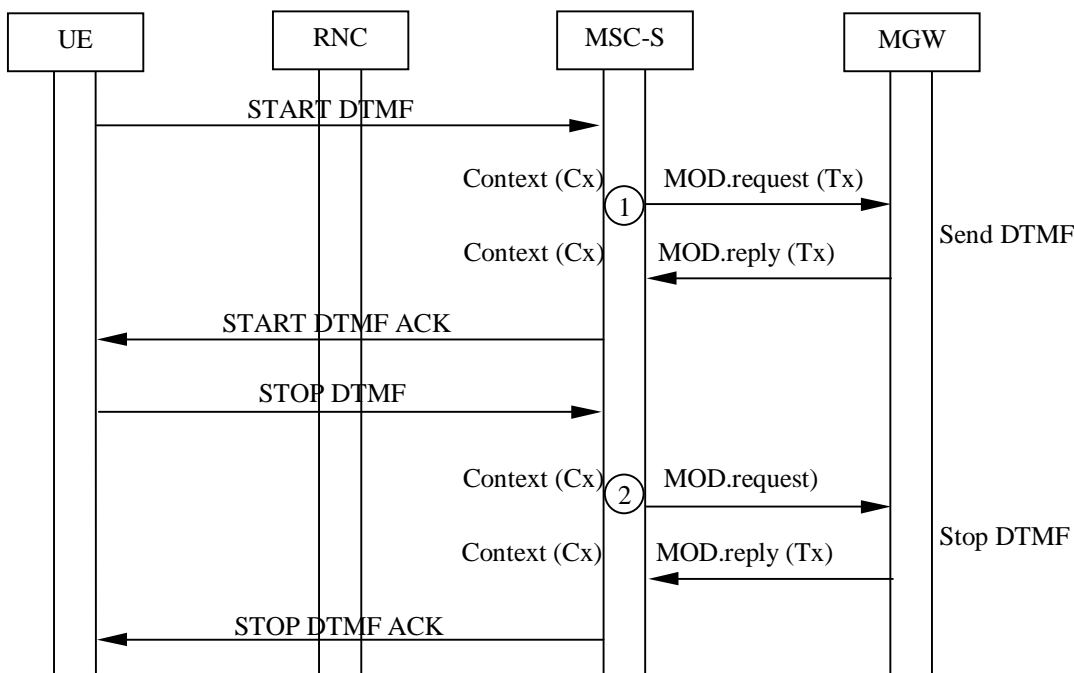 UE
RNC
MSC-S
MGW
START DTMF
Context (Cx)
MOD.request (Tx)
1
Send DTMF
Context (Cx)
MOD.reply (Tx)
START DTMF ACK
STOP DTMF
Context (Cx)
MOD.request)
2
Stop DTMF
Context (Cx)
MOD.reply (Tx)
STOP DTMF ACK